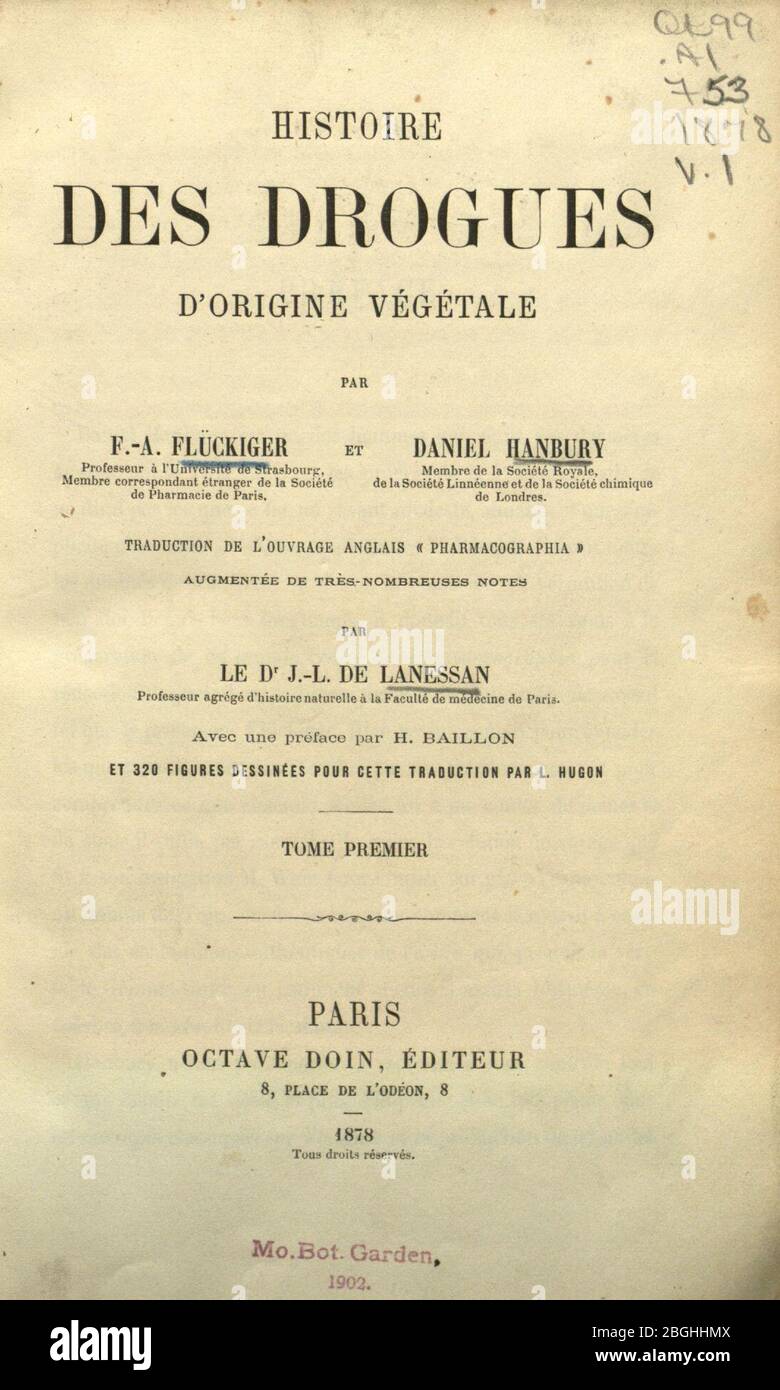 QK99
.A1
753
1878
V.1
HISTOIRE
DES DROGUES
D'ORIGINE VÉGÉTALE
PAR
F.-A. FLÜCKIGER ET DANIEL HANBURY
Professeur à l'Université de Strasbourg,
Membre correspondant étranger de la Société
de Pharmacie de Paris.
Membre de la Société Royale,
de la Société Linnéenne et de la Société chimique
de Londres.
TRADUCTION DE L'OUVRAGE ANGLAIS « PHARMACOGRAPHIA »
AUGMENTÉE DE TRÈS-NOMBREUSES NOTES
PAR
LE Dr J.-L. DE LANESSAN
Professeur agrégé d'histoire naturelle à la Faculté de médecine de Paris.
Avec une préface par H. BAILLON
ET 320 FIGURES DESSINÉES POUR CETTE TRADUCTION PAR L. HUGON
TOME PREMIER
PARIS
OCTAVE DOIN, ÉDITEUR
8, PLACE DE L'ODÉON, 8
1878
Tous droits réservés.
Mo. Bot. Garden,
1902.
a alamy
alamy
Image ID: 2BGHHMX
www.alamy.com